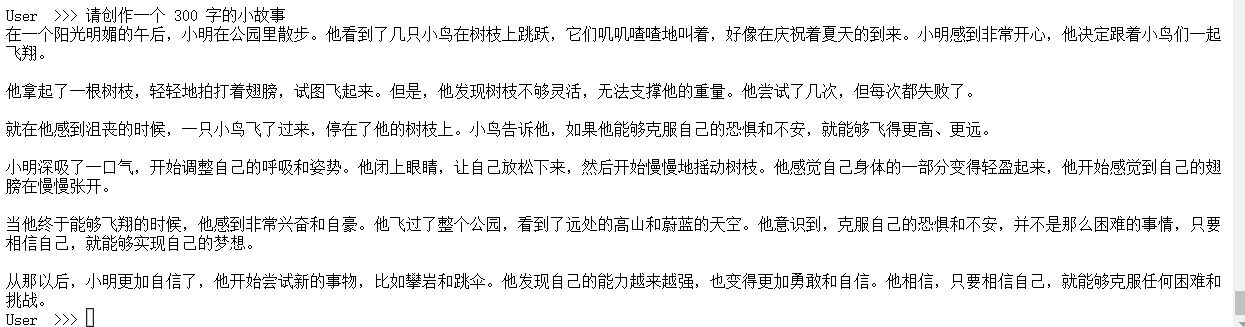 User  >>> 请创作一个 300 字的小故事
在一个阳光明媚的午后，小明在公园里散步。他看到了几只小鸟在树枝上跳跃，它们叽叽喳喳地叫着，好像在庆祝着夏天的到来。小明感到非常开心，他决定跟着小鸟们一起
飞翔。
他拿起了一根树枝，轻轻地拍打着翅膀，试图飞起来。但是，他发现树枝不够灵活，无法支撑他的重量。他尝试了几次，但每次都失败了。
就在他感到沮丧的时候，一只小鸟飞了过来，停在了他的树枝上。小鸟告诉他，如果他能够克服自己的恐惧和不安，就能够飞得更高、更远。
小明深吸了一口气，开始调整自己的呼吸和姿势。他闭上眼睛，让自己放松下来，然后开始慢慢地摇动树枝。他感觉自己身体的一部分变得轻盈起来，他开始感觉到自己的翅
膀在慢慢张开。
当他终于能够飞翔的时候，他感到非常兴奋和自豪。他飞过了整个公园，看到了远处的高山和蔚蓝的天空。他意识到，克服自己的恐惧和不安，并不是那么困难的事情，只要
相信自己，就能够实现自己的梦想。
从那以后，小明更加自信了，他开始尝试新的事物，比如攀岩和跳伞。他发现自己的能力越来越强，也变得更加勇敢和自信。他相信，只要相信自己，就能够克服任何困难和
挑战。
User  >>>